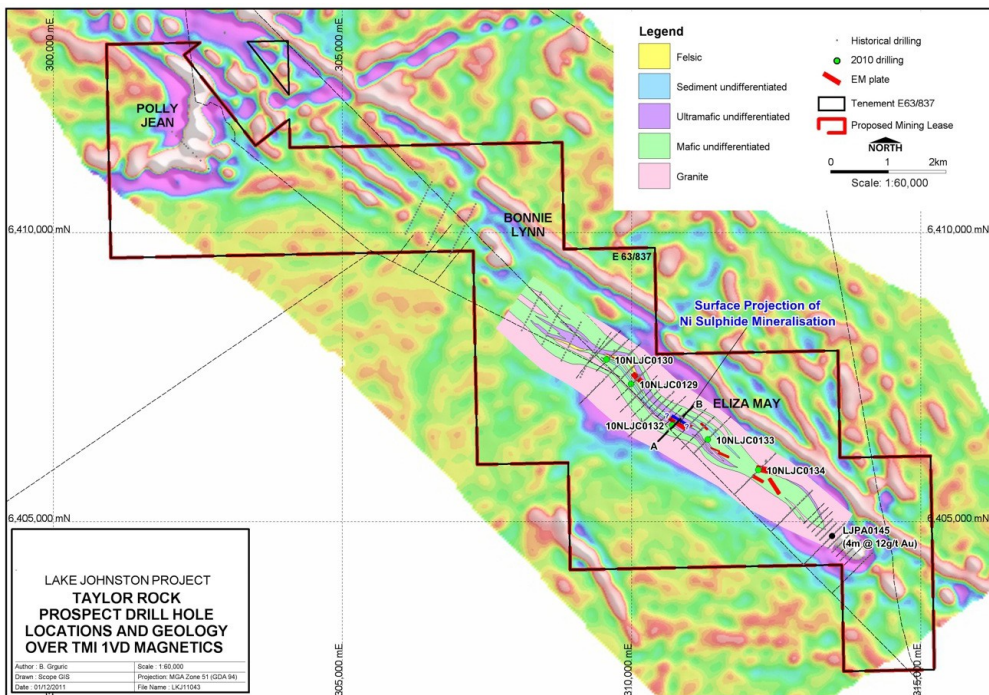 300,000 mE
305,000 mE
Legend
Felsic
Sediment undifferentiated
Ultramafic undifferentiated
Mafic undifferentiated
Granite
Historical drilling
2010 drilling
EM plate
Tenement E63/837
Proposed Mining Lease
NORTH
0 1 2km
Scale: 1:60,000
POLLY
JEAN
BONNIE
LYNN
6,410,000 mN
6,410,000 mN
E 63/837
Surface Projection of
Ni Sulphide Mineralisation
10NLJC0130
10NLJC0129
B
ELIZA MAY
10NLJC0132
10NLJC0133
A
10NLJC0134
6,405,000 mN
6,405,000 mN
LJPA0145
(4m @ 12g/t Au)
LAKE JOHNSTON PROJECT
TAYLOR ROCK
PROSPECT DRILL HOLE
LOCATIONS AND GEOLOGY
OVER TMI 1VD MAGNETICS
Author : B. Grguric
Scale : 1:60,000
Drawn : Scope GIS
Projection: MGA Zone 51 (GDA 94)
Date : 01/12/2011
File Name : LKJ11043
305,000 mE
310,000 mE
315,000 mE